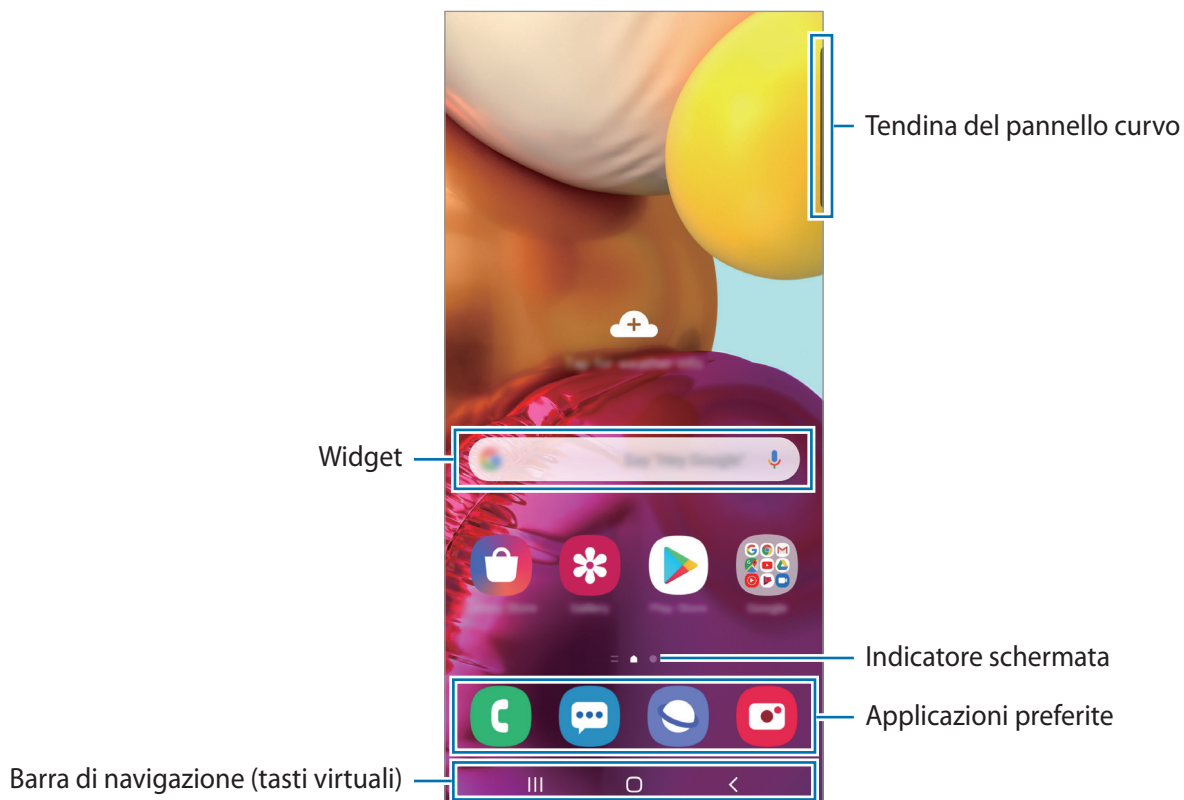 Tendina del pannello curvo
Widget
Indicatore schermata
Applicazioni preferite
Barra di navigazione (tasti virtuali)